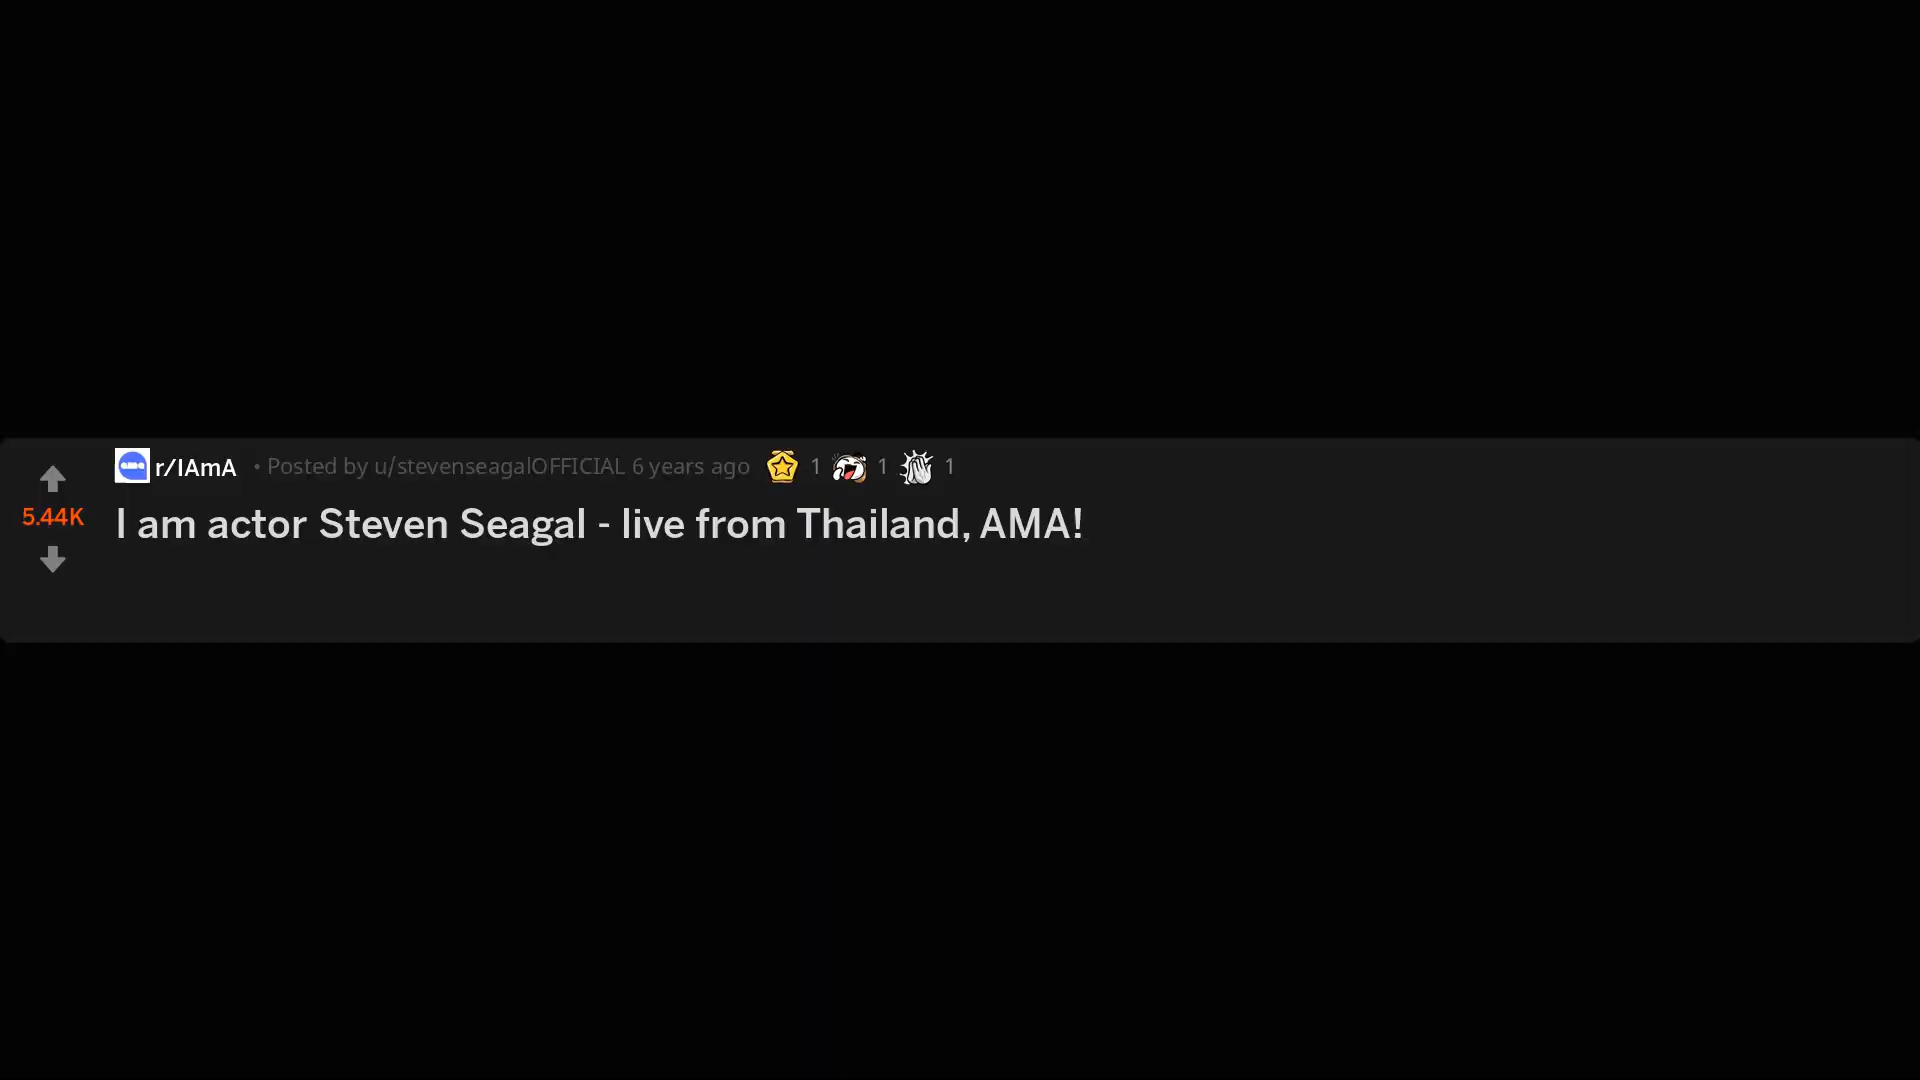 r/IAmA • Posted by u/stevenseagalOFFICIAL 6 years ago 1 1 1
5.44K
I am actor Steven Seagal - live from Thailand, AMA!